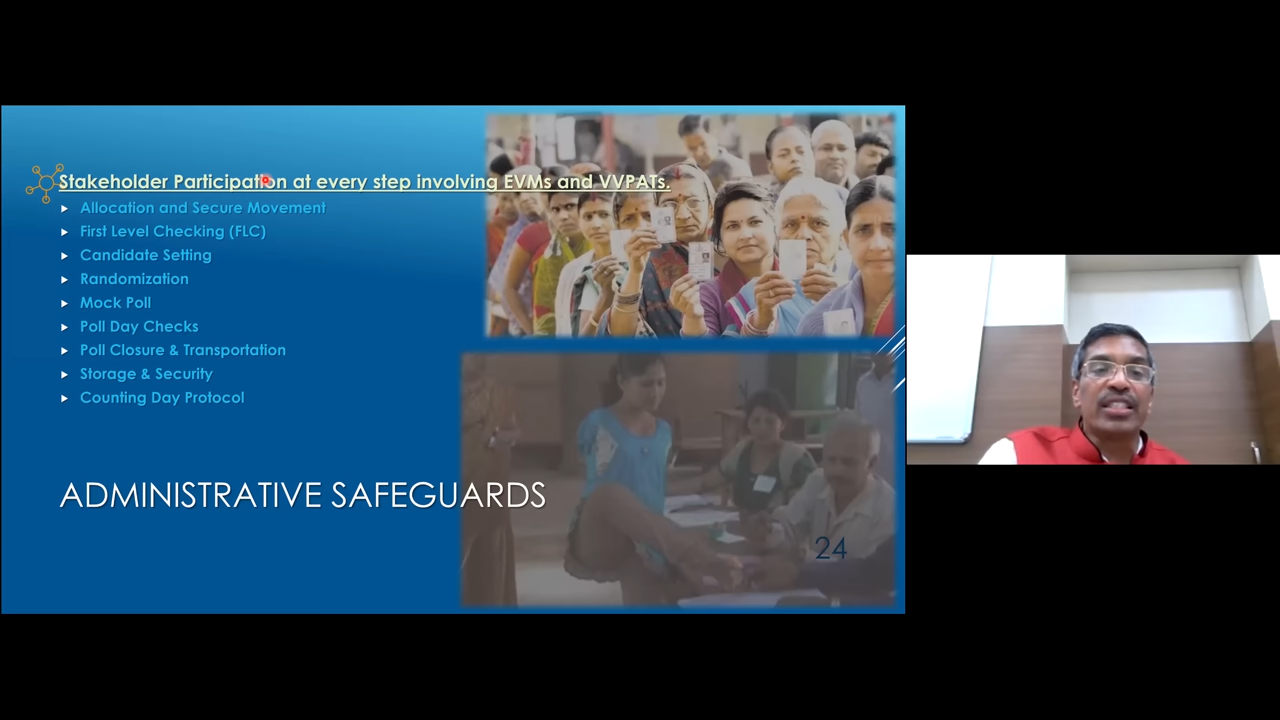 Stakeholder Participation at every step involving EVMs and VVPATs.
Allocation and Secure Movement
First Level Checking (FLC)
Candidate Setting
Randomization
Mock Poll
Poll Day Checks
Poll Closure & Transportation
Storage & Security
Counting Day Protocol
ADMINISTRATIVE SAFEGUARDS
24